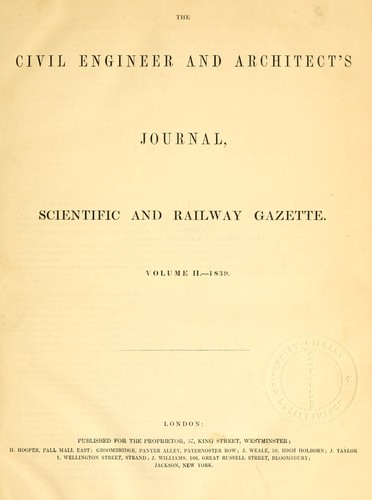 THE
CIVIL ENGINEER AND ARCHITECT'S
JOURNAL,
SCIENTIFIC AND RAILWAY GAZETTE.
VOLUME II.—1839.
LONDON:
PUBLISHED FOR THE PROPRIETOR, 57, KING STREET, WESTMINSTER;
H. HOOPER, PALL MALL EAST; GROOMBRIDGE, PANYER ALLEY, PATERNOSTER ROW; J. WEALE, 59, HIGH HOLBORN; J. TAYLOR
1, WELLINGTON STREET, STRAND; J. WILLIAMS, 106, GREAT RUSSELL STREET, BLOOMSBURY;
JACKSON, NEW YORK.
UNIVERSITY LIBRARY